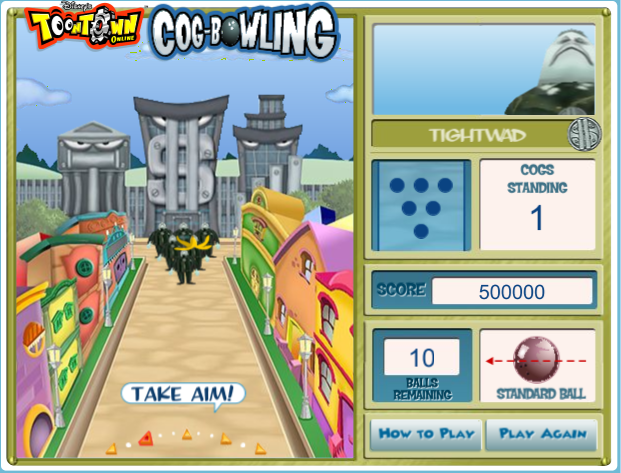 Disney's
TOONTOWN
ONLINE
COG-BOWLING
TIGHTWAD
COGS
STANDING
1
SCORE 500000
10
BALLS
REMAINING
STANDARD BALL
TAKE AIM!
HOW TO PLAY
PLAY AGAIN